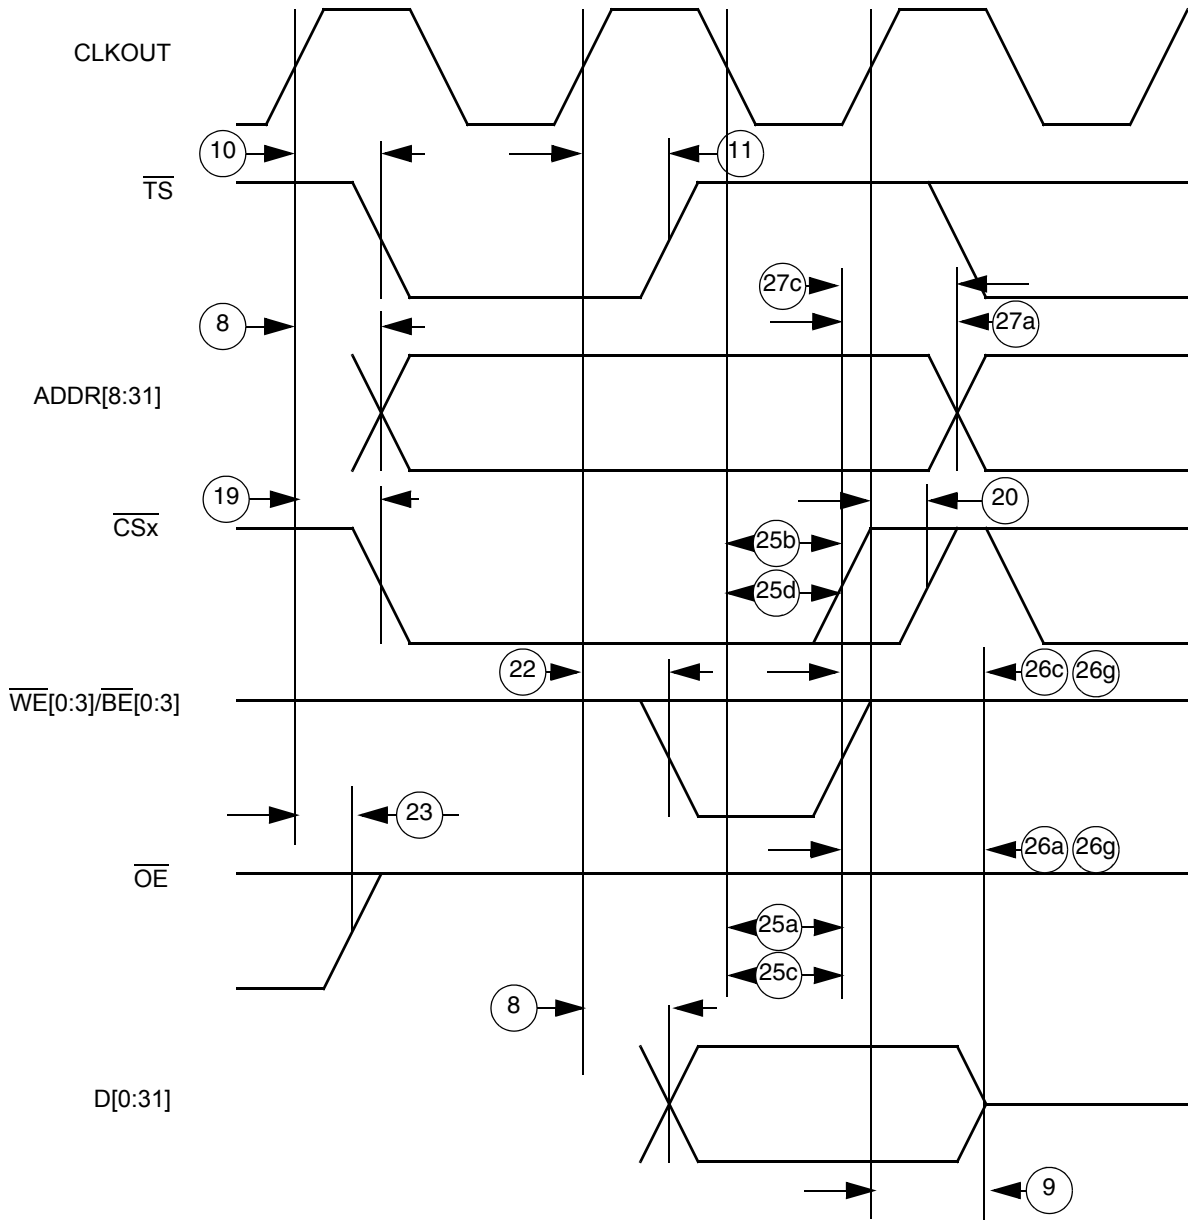 CLKOUT
10
11
TS
27c
8
27a
ADDR[8:31]
19
20
CSx
25b
25d
22
26c 26g
WE[0:3]/BE[0:3]
23
26a 26g
OE
25a
25c
8
D[0:31]
9